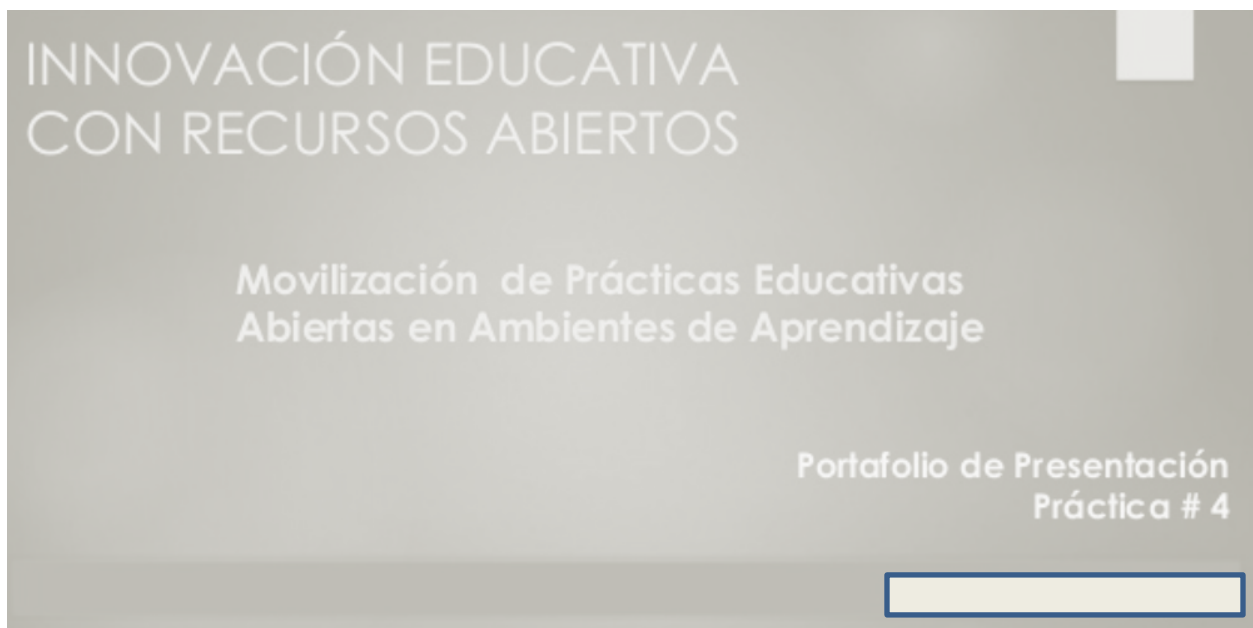 INNOVACIÓN EDUCATIVA
CON RECURSOS ABIERTOS
Movilización de Prácticas Educativas
Abiertas en Ambientes de Aprendizaje
Portafolio de Presentación
Práctica # 4